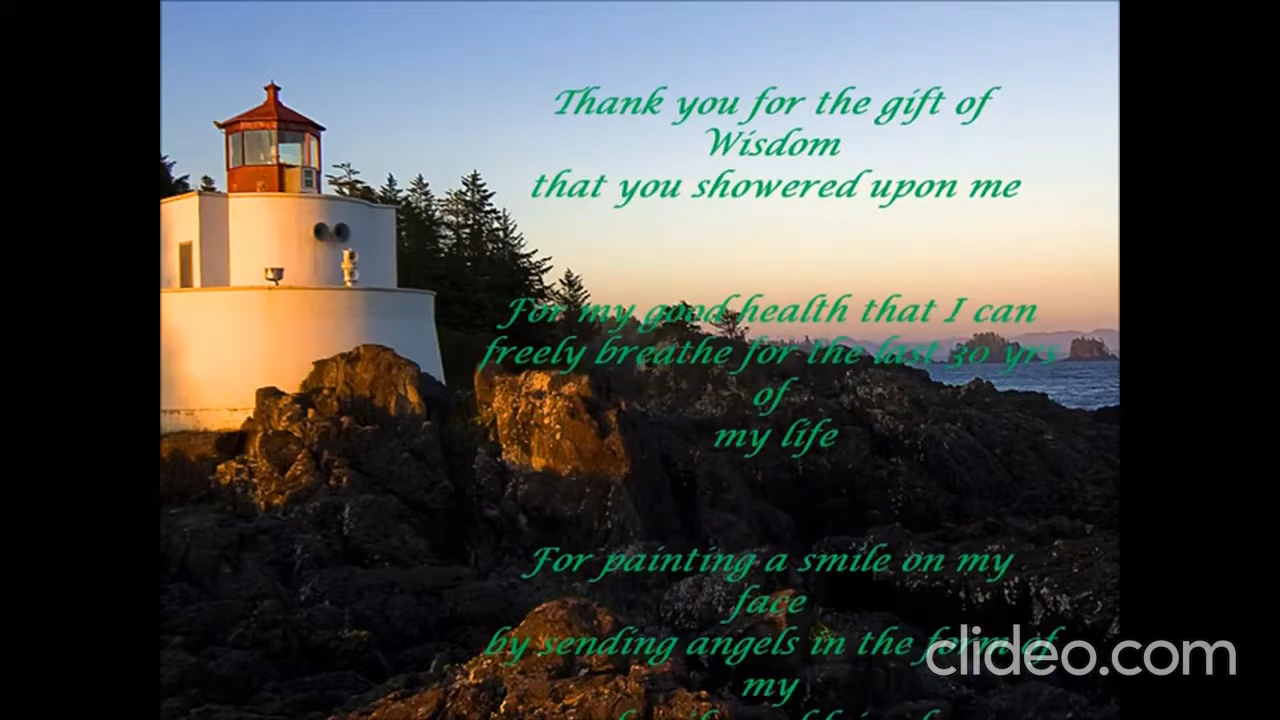 Thank you for the gift of
Wisdom
that you showered upon me
For my good health that I can
freely breathe for the last 30 yrs
of
my life
For painting a smile on my
face
by sending angels in the form of
my
clideo.com